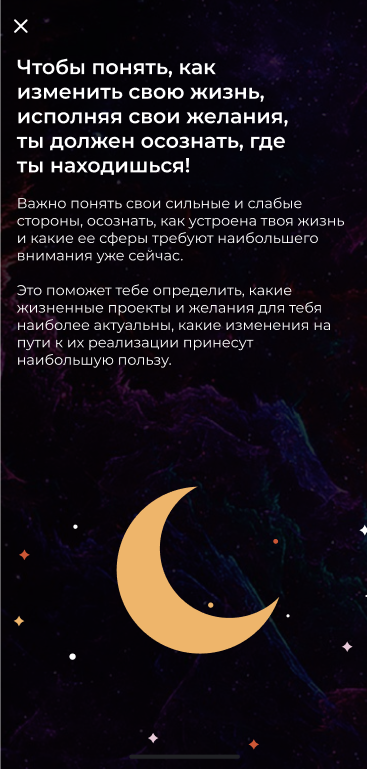 Чтобы понять, как
изменить свою жизнь,
исполняя свои желания,
ты должен осознать, где
ты находишься!
Важно понять свои сильные и слабые
стороны, осознать, как устроена твоя жизнь
и какие ее сферы требуют наибольшего
внимания уже сейчас.
Это поможет тебе определить, какие
жизненные проекты и желания для тебя
наиболее актуальны, какие изменения на
пути к их реализации принесут
наибольшую пользу.